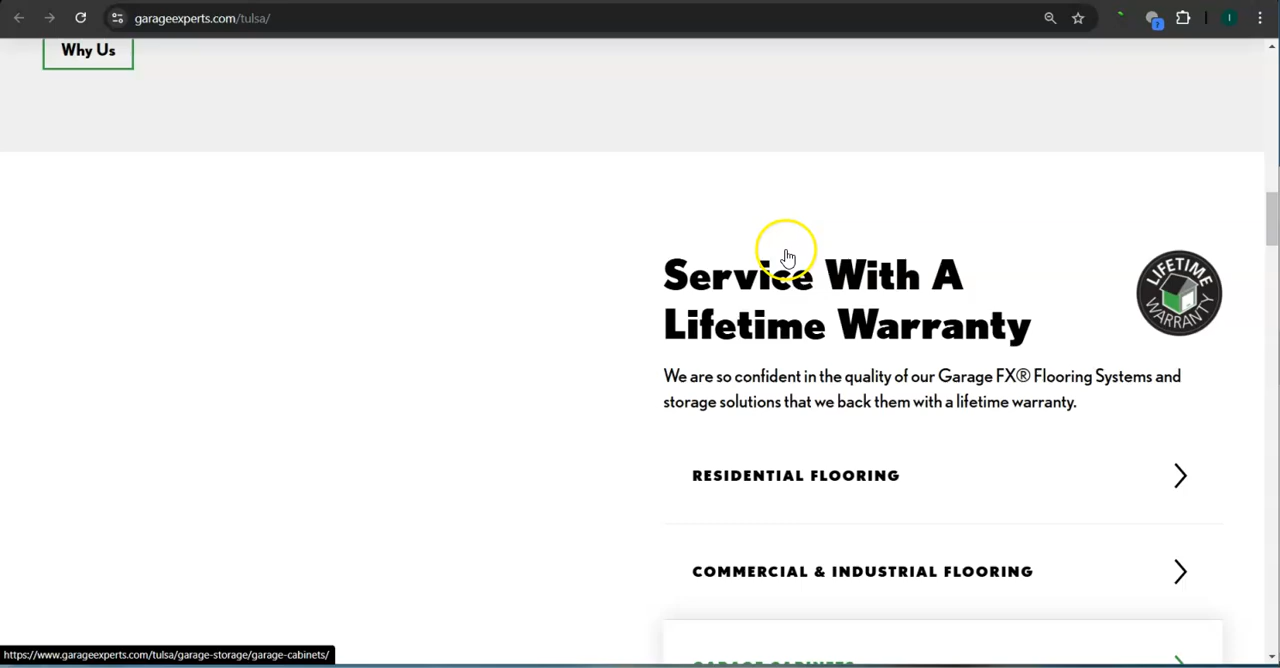 garageexperts.com/tulsa/
Why Us
Service With A
Lifetime Warranty
LIFETIME
WARRANTY
We are so confident in the quality of our Garage FX® Flooring Systems and
storage solutions that we back them with a lifetime warranty.
RESIDENTIAL FLOORING
COMMERCIAL & INDUSTRIAL FLOORING
GARAGE CABINETS
https://www.garageexperts.com/tulsa/garage-storage/garage-cabinets/